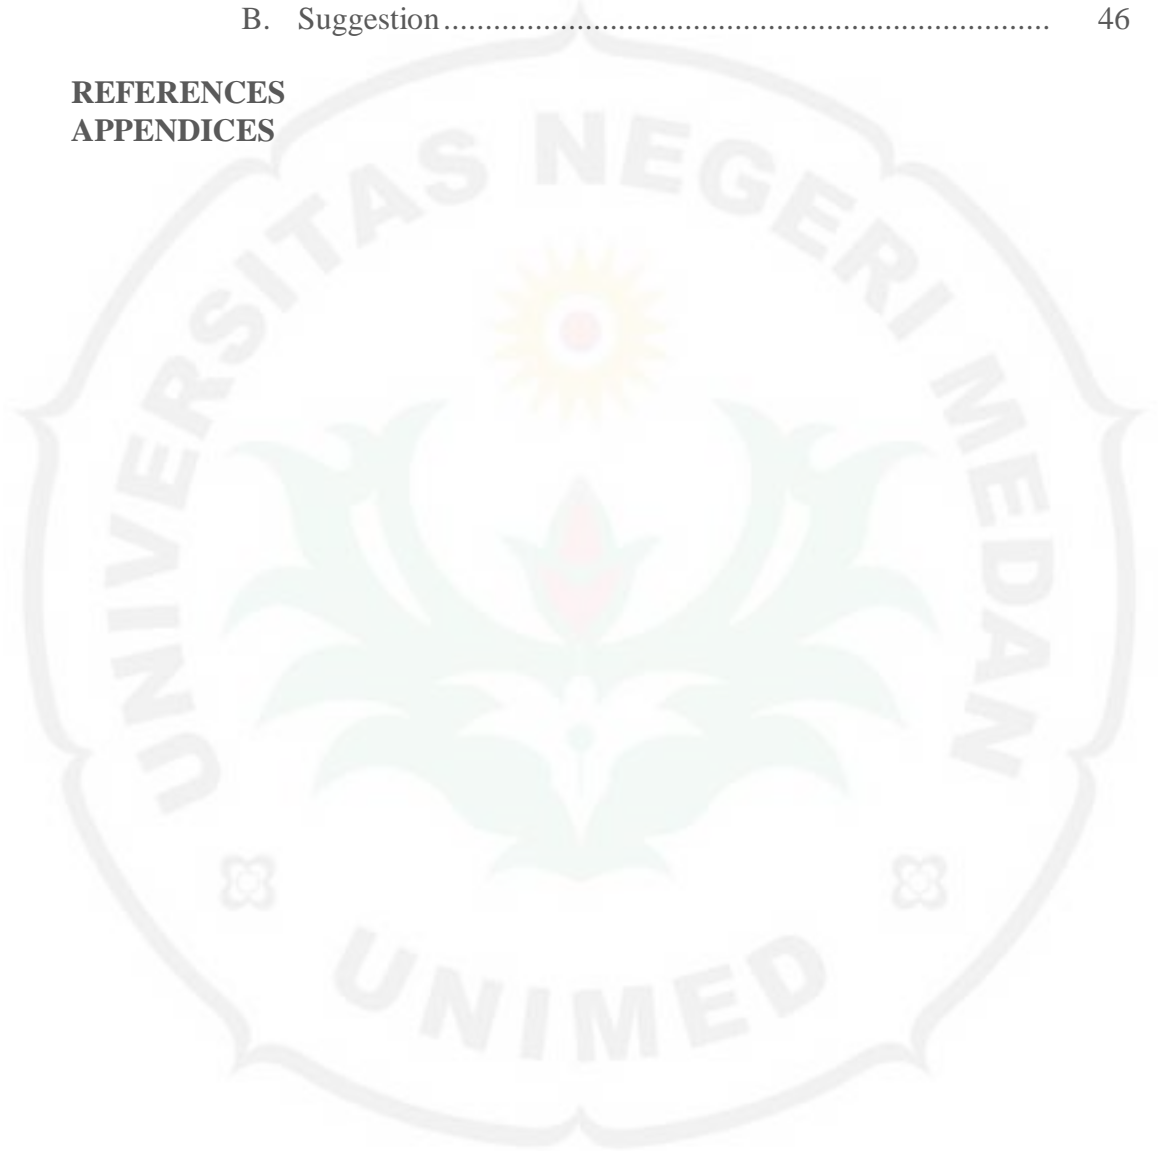 B. Suggestion ............................................................. 46
REFERENCES
APPENDICES
UNIVERSITAS NEGERI MEDAN
UNIMED